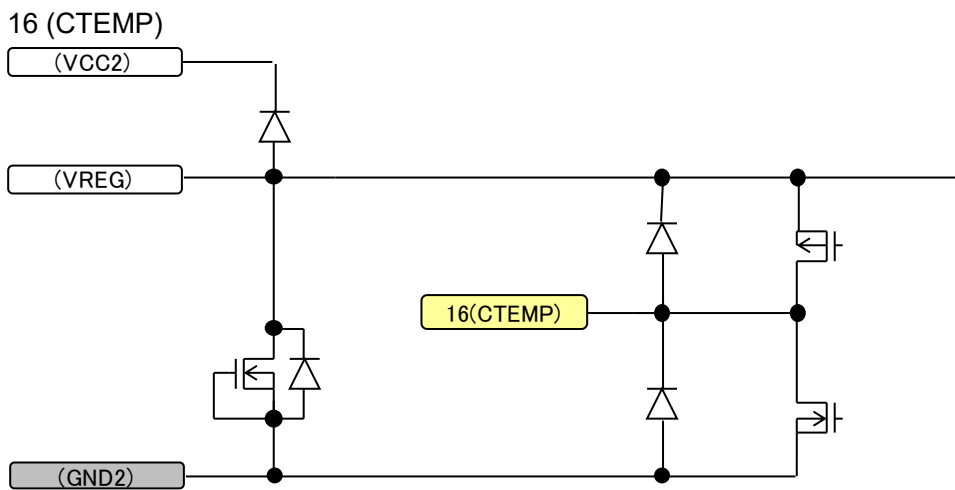 16 (CTEMP)
(VCC2)
(VREG)
16(CTEMP)
(GND2)